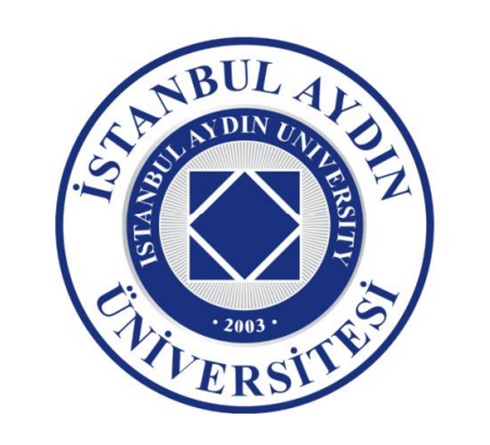 İSTANBUL AYDIN
ÜNİVERSİTESİ
ISTANBUL AYDIN UNIVERSITY
· 2003 ·